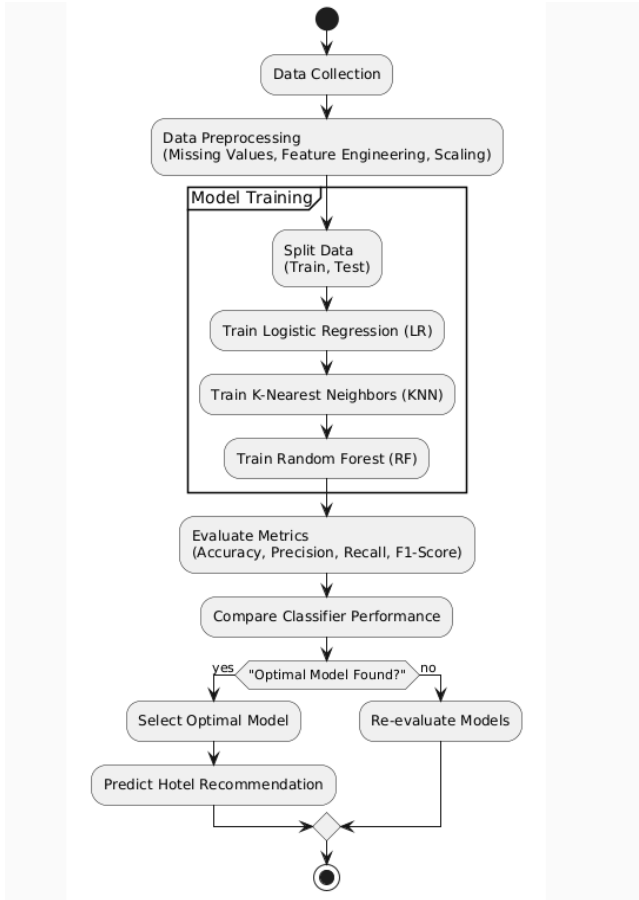 Data Collection
Data Preprocessing
(Missing Values, Feature Engineering, Scaling)
Model Training
Split Data
(Train, Test)
Train Logistic Regression (LR)
Train K-Nearest Neighbors (KNN)
Train Random Forest (RF)
Evaluate Metrics
(Accuracy, Precision, Recall, F1-Score)
Compare Classifier Performance
yes
"Optimal Model Found?"
no
Select Optimal Model
Re-evaluate Models
Predict Hotel Recommendation